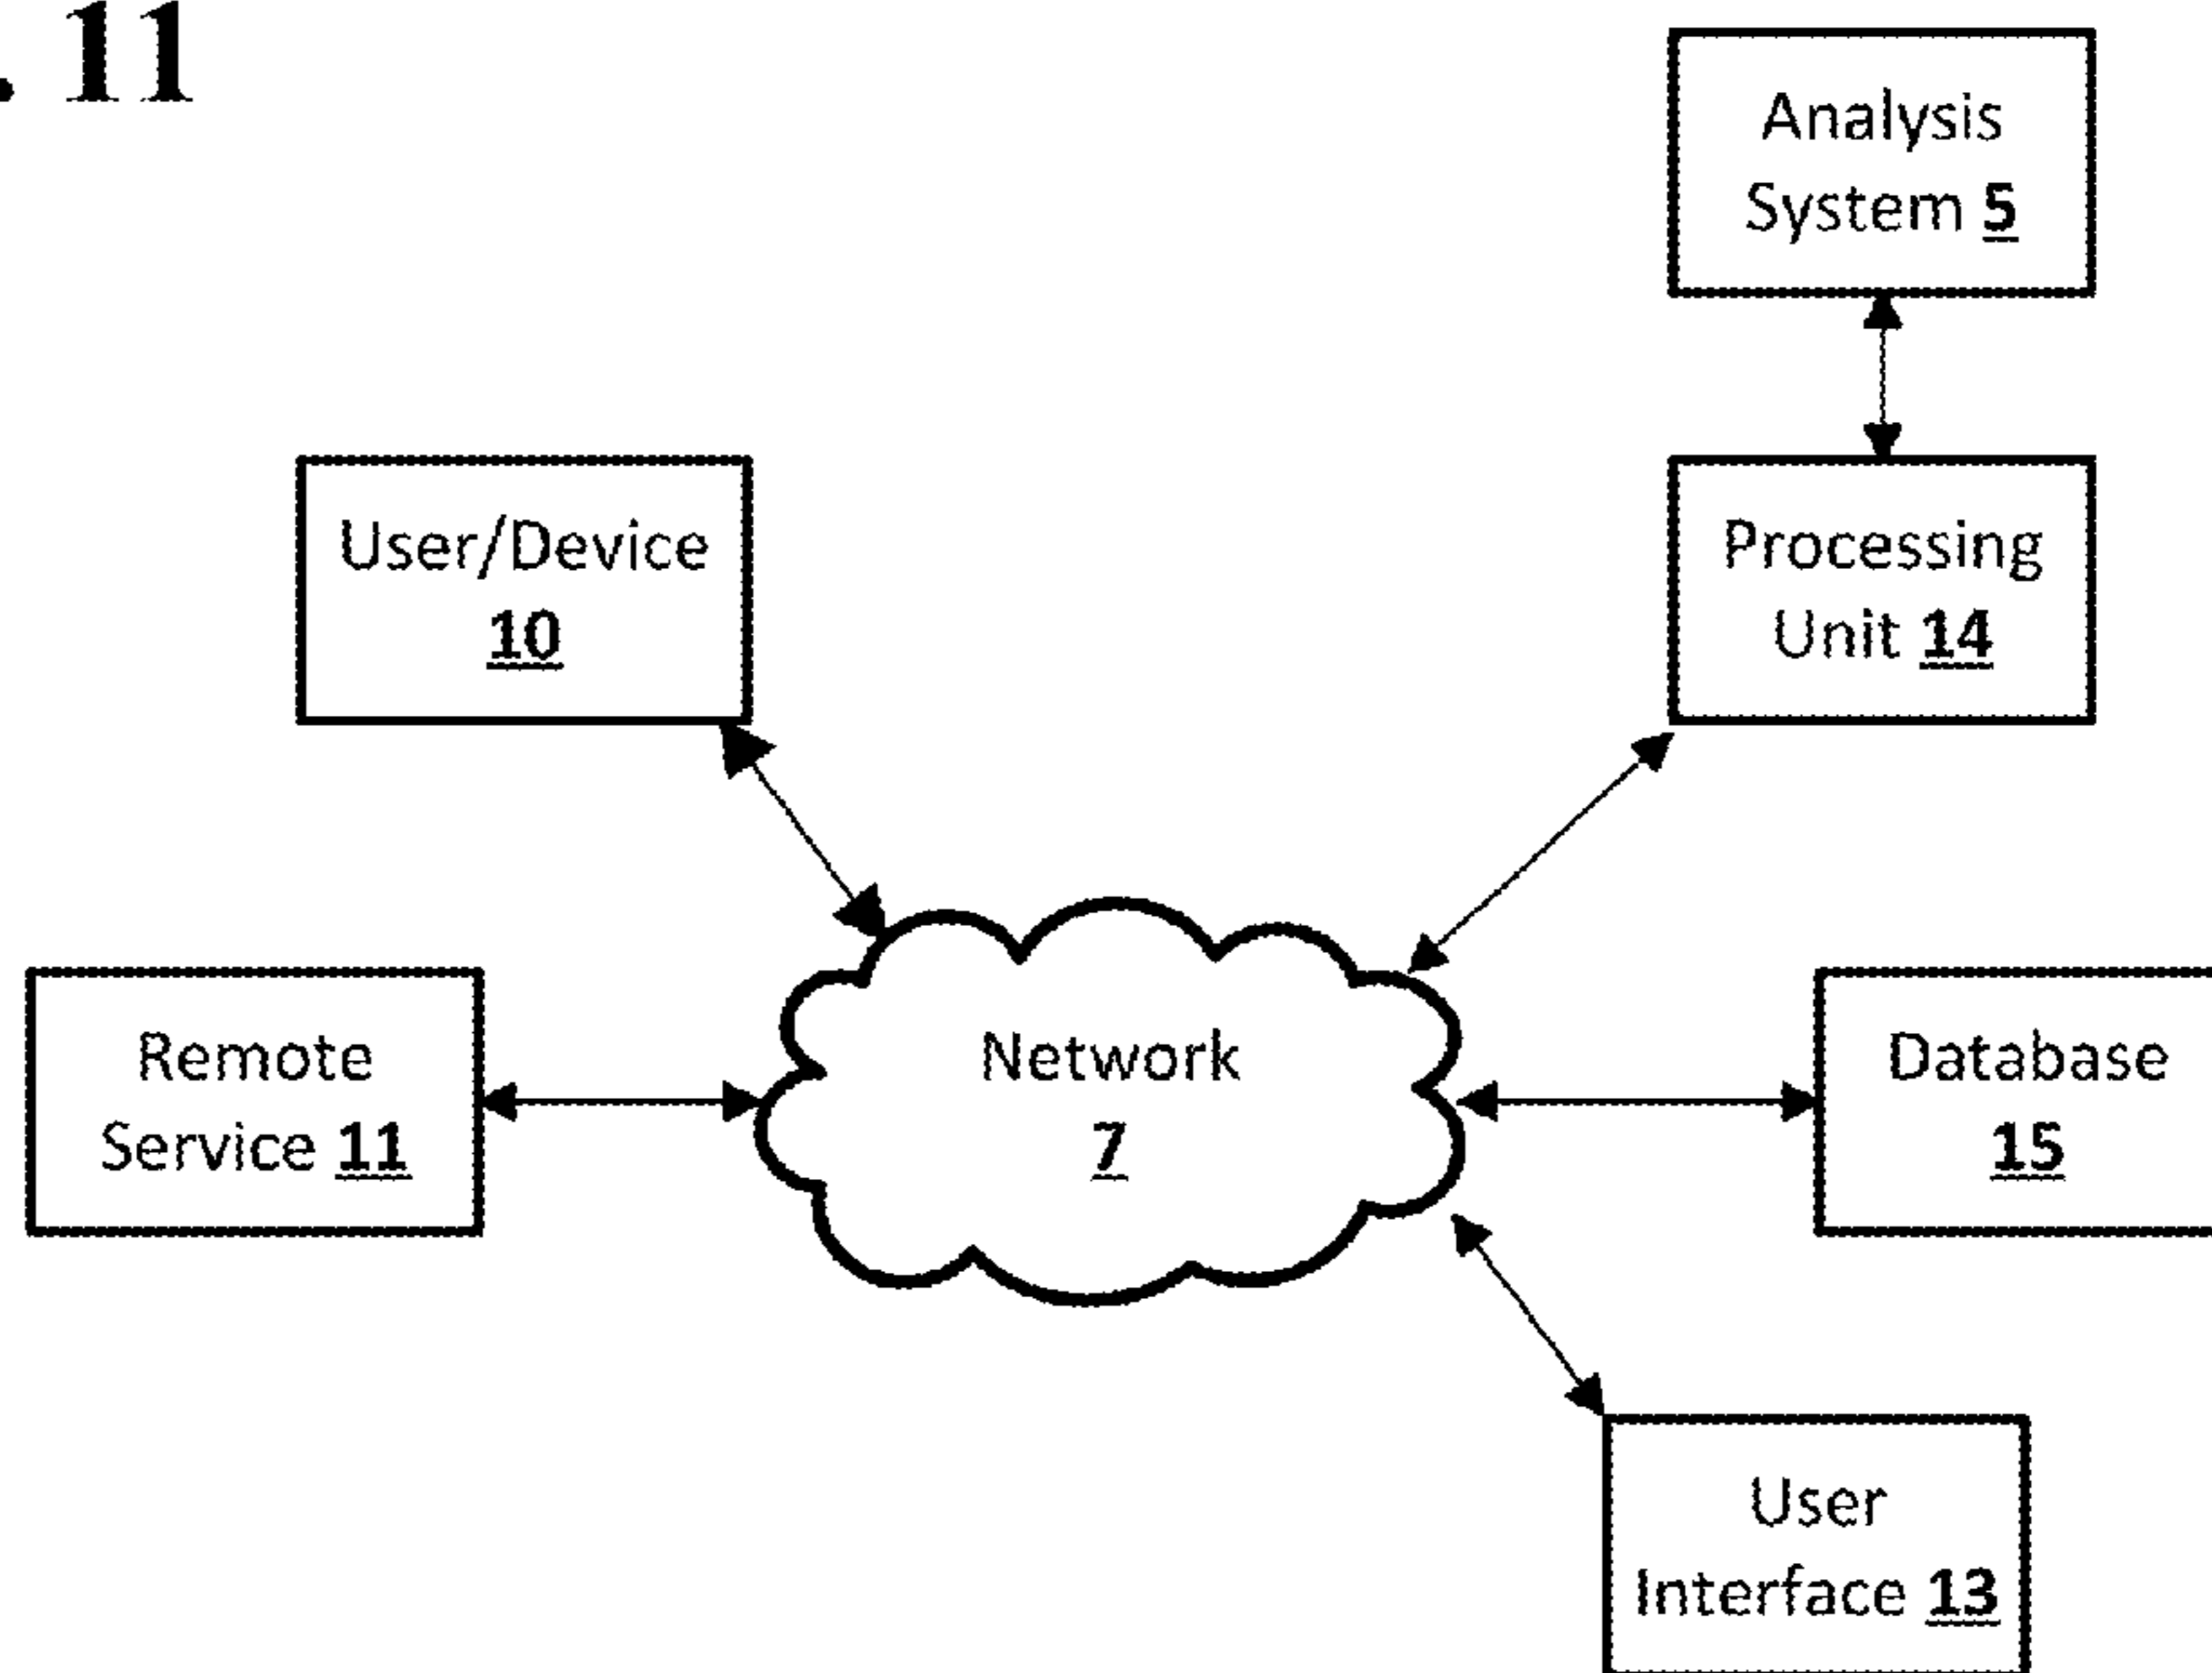 . 11
Analysis
System 5
User/Device
10
Processing
Unit 14
Remote
Service 11
Network
7
Database
15
User
Interface 13